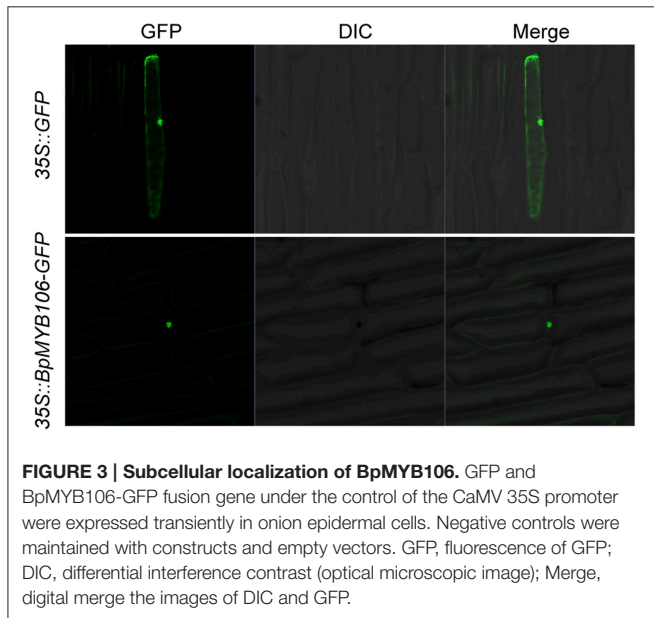 GFP DIC Merge
35S::GFP
35S::BpMYB106-GFP
FIGURE 3 | Subcellular localization of BpMYB106. GFP and
BpMYB106-GFP fusion gene under the control of the CaMV 35S promoter
were expressed transiently in onion epidermal cells. Negative controls were
maintained with constructs and empty vectors. GFP, fluorescence of GFP;
DIC, differential interference contrast (optical microscopic image); Merge,
digital merge the images of DIC and GFP.